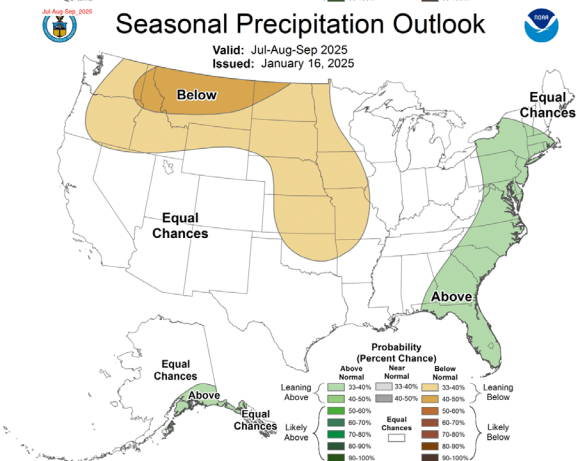 Jul-Aug-Sep 2025
Seasonal Precipitation Outlook
NOAA
Valid: Jul-Aug-Sep 2025
Issued: January 16, 2025
Below
Equal
Chances
Equal
Chances
Above
Equal
Chances
Above
Equal
Chances
Probability
(Percent Chance)
Above Normal
Near Normal
Below Normal
Leaning Above
33-40%
33-40%
33-40%
Leaning Below
40-50%
40-50%
40-50%
Likely Above
50-60%
Equal Chances
50-60%
Likely Below
60-70%
60-70%
70-80%
70-80%
80-90%
80-90%
90-100%
90-100%